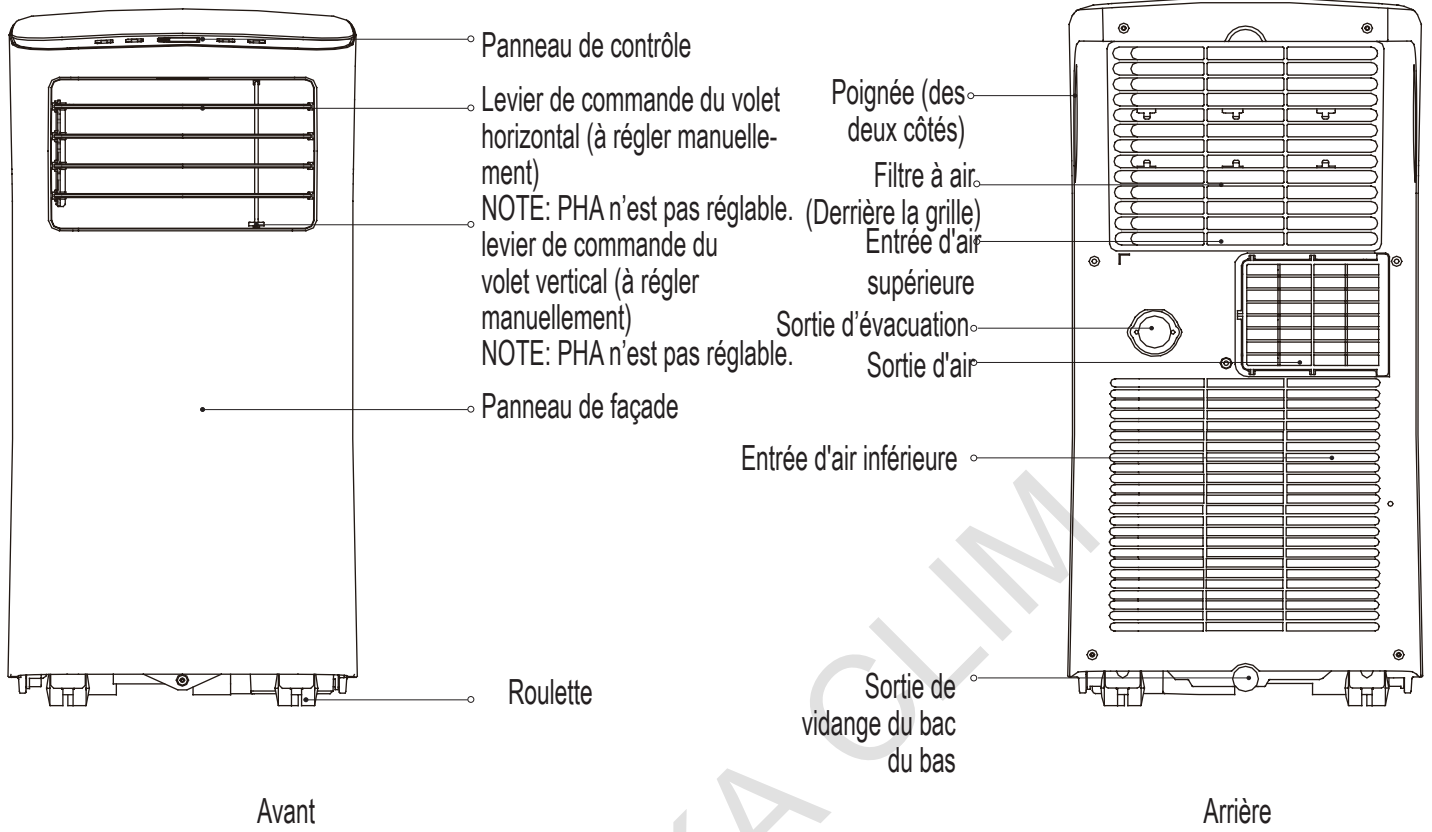 Panneau de contrôle
Levier de commande du volet
horizontal (à régler manuelle-
ment)
NOTE: PHA n’est pas réglable.
levier de commande du
volet vertical (à régler
manuellement)
NOTE: PHA n’est pas réglable.
Panneau de façade
Roulette
Avant
Poignée (des
deux côtés)
Filtre à air
(Derrière la grille)
Entrée d'air
supérieure
Sortie d’évacuation
Sortie d'air
Entrée d'air inférieure
Sortie de
vidange du bac
du bas
Arrière
CLIM